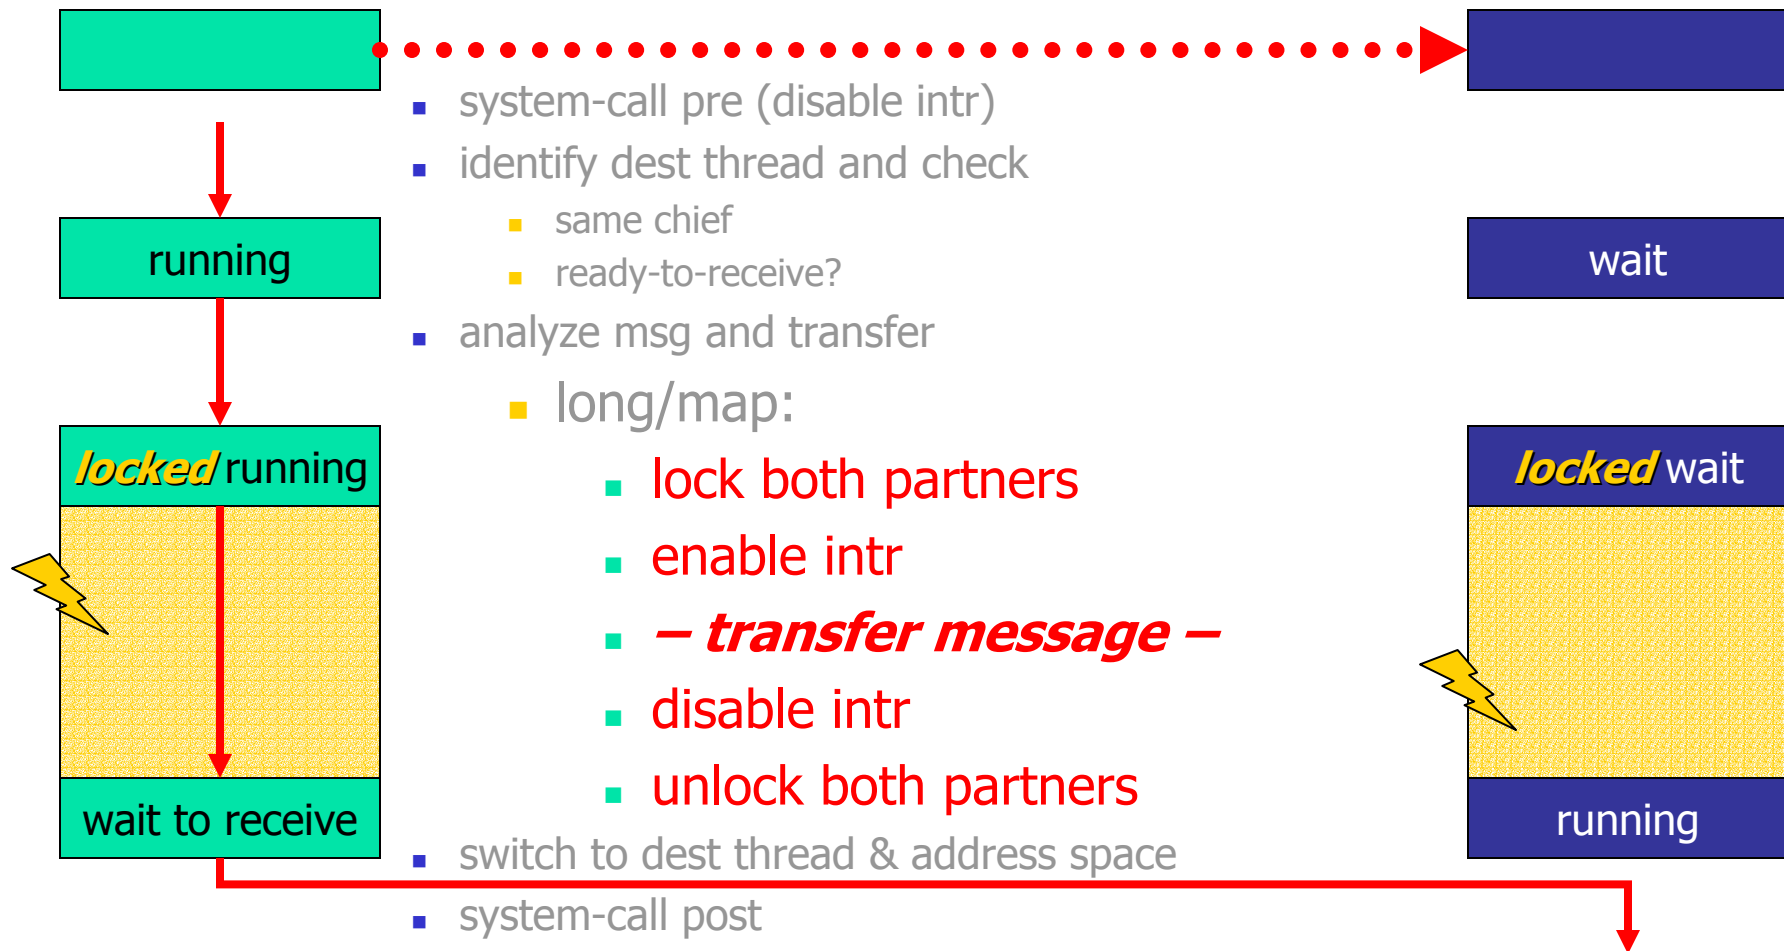 system-call pre (disable intr)
identify dest thread and check
same chief
running
wait
ready-to-receive?
analyze msg and transfer
long/map:
locked running
lock both partners
locked wait
enable intr
– transfer message –
disable intr
unlock both partners
wait to receive
running
switch to dest thread & address space
system-call post